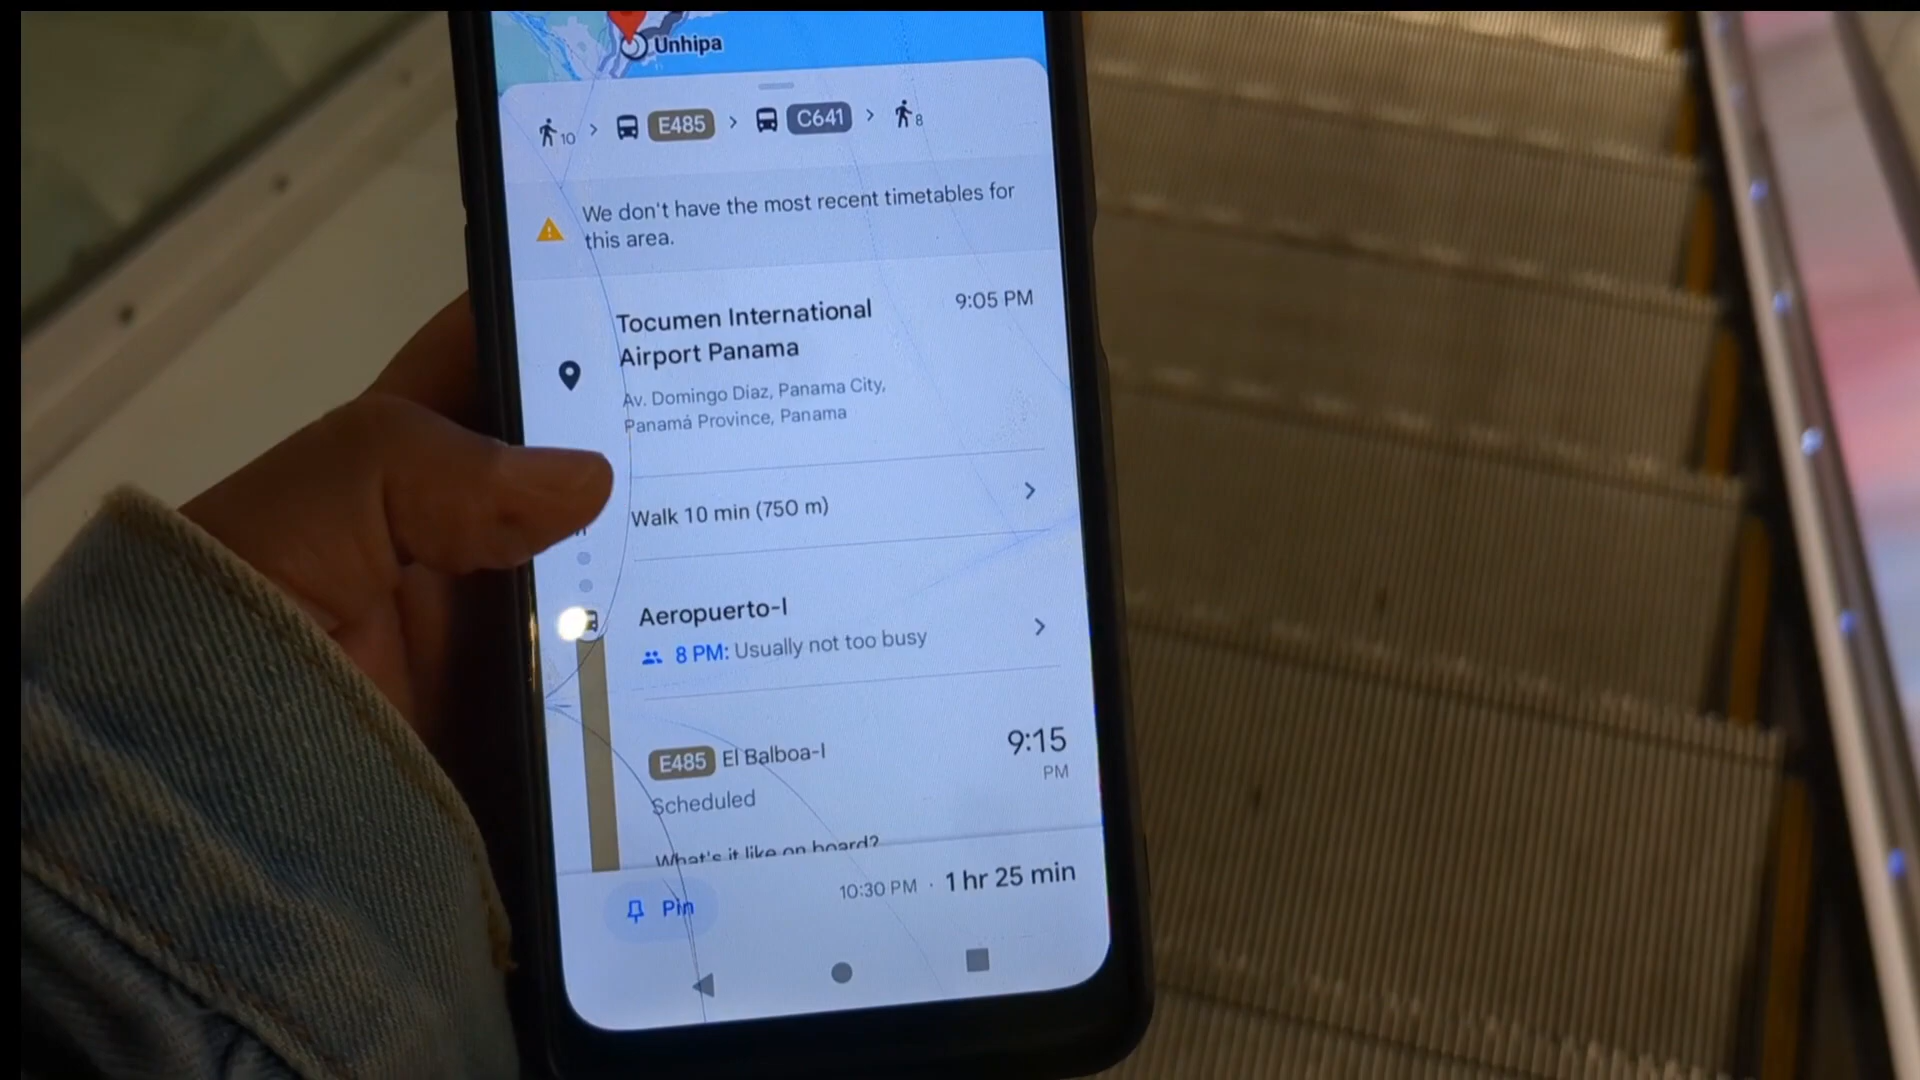 Unhipa
10 > E485 > C641 > 8
We don't have the most recent timetables for
this area.
Tocumen International
Airport Panama
9:05 PM
Av. Domingo Díaz, Panama City,
Panamá Province, Panama
Walk 10 min (750 m)
Aeropuerto-I
8 PM: Usually not too busy
E485 El Balboa-I
9:15
PM
Scheduled
What's it like on board?
Pin
10:30 PM · 1 hr 25 min